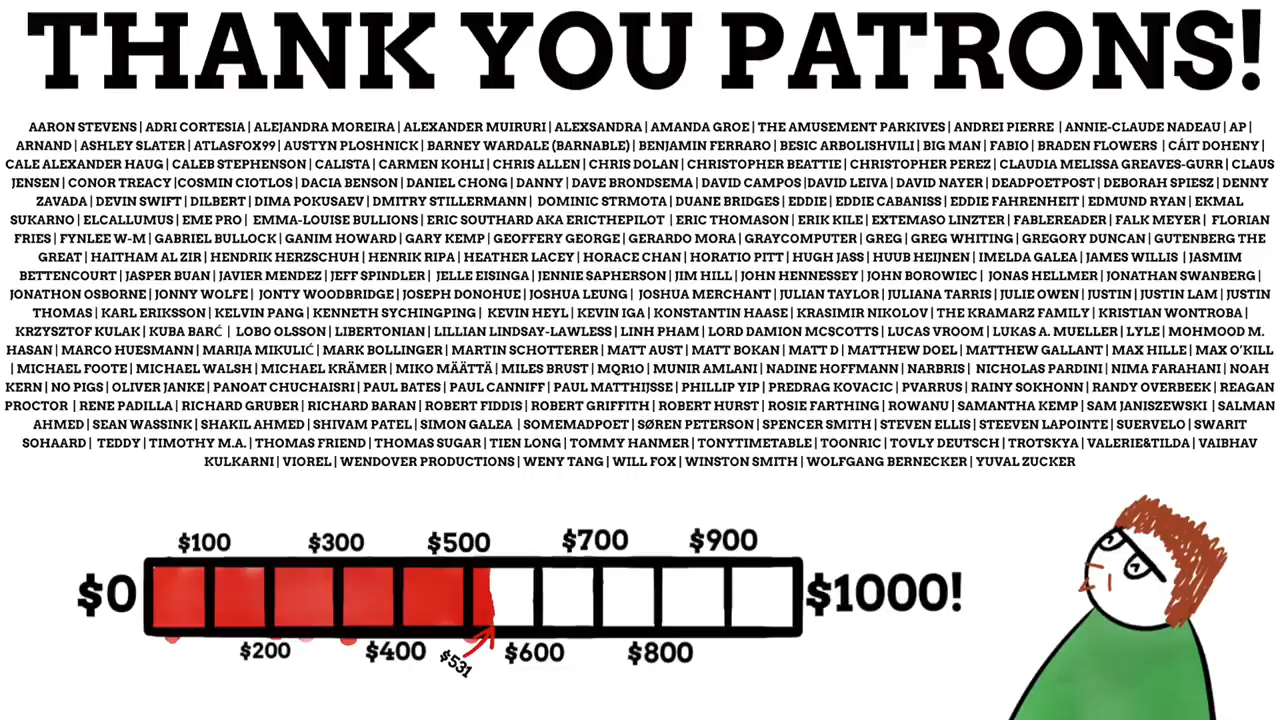 THANK YOU PATRONS!
AARON STEVENS | ADRI CORTESIA | ALEJANDRA MOREIRA | ALEXANDER MUIRURI | ALEXSANDRA | AMANDA GROE | THE AMUSEMENT PARKIVES | ANDREI PIERRE | ANNIE-CLAUDE NADEAU | AP |
ARNAND | ASHLEY SLATER | ATLASFOX99 | AUSTYN PLOSHNICK | BARNEY WARDALE (BARNABLE) | BENJAMIN FERRARO | BESIC ARBOLISHVILI | BIG MAN | FABIO | BRADEN FLOWERS | CÁIT DOHENY |
CALE ALEXANDER HAUG | CALEB STEPHENSON | CALISTA | CARMEN KOHLI | CHRIS ALLEN | CHRIS DOLAN | CHRISTOPHER BEATTIE | CHRISTOPHER PEREZ | CLAUDIA MELISSA GREAVES-GURR | CLAUS
JENSEN | CONOR TREACY |COSMIN CIOTLOS | DACIA BENSON | DANIEL CHONG | DANNY | DAVE BRONDSEMA | DAVID CAMPOS |DAVID LEIVA | DAVID NAYER | DEADPOETPOST | DEBORAH SPIESZ | DENNY
ZAVADA | DEVIN SWIFT | DILBERT | DIMA POKUSAEV | DMITRY STILLERMANN | DOMINIC STRMOTA | DUANE BRIDGES | EDDIE | EDDIE CABANISS | EDDIE FAHRENHEIT | EDMUND RYAN | EKMAL
SUKARNO | ELCALLUMUS | EME PRO | EMMA-LOUISE BULLIONS | ERIC SOUTHARD AKA ERICTHEPILOT | ERIC THOMASON | ERIK KILE | EXTEMASO LINZTER | FABLEREADER | FALK MEYER | FLORIAN
FRIES | FYNLEE W-M | GABRIEL BULLOCK | GANIM HOWARD | GARY KEMP | GEOFFERY GEORGE | GERARDO MORA | GRAYCOMPUTER | GREG | GREG WHITING | GREGORY DUNCAN | GUTENBERG THE
GREAT | HAITHAM AL ZIR | HENDRIK HERZSCHUH | HENRIK RIPA | HEATHER LACEY | HORACE CHAN | HORATIO PITT | HUGH JASS | HUUB HEIJNEN | IMELDA GALEA | JAMES WILLIS | JASMIM
BETTENCOURT | JASPER BUAN | JAVIER MENDEZ | JEFF SPINDLER | JELLE EISINGA | JENNIE SAPHERSON | JIM HILL | JOHN HENNESSEY | JOHN BOROWIEC | JONAS HELLMER | JONATHAN SWANBERG |
JONATHON OSBORNE | JONNY WOLFE | JONTY WOODBRIDGE | JOSEPH DONOHUE | JOSHUA LEUNG | JOSHUA MERCHANT | JULIAN TAYLOR | JULIANA TARRIS | JULIE OWEN | JUSTIN | JUSTIN LAM | JUSTIN
THOMAS | KARL ERIKSSON | KELVIN PANG | KENNETH SYCHINGPING | KEVIN HEYL | KEVIN IGA | KONSTANTIN HAASE | KRASIMIR NIKOLOV | THE KRAMARZ FAMILY | KRISTIAN WONTROBA |
KRZYSZTOF KULAK | KUBA BARĆ | LOBO OLSSON | LIBERTONIAN | LILLIAN LINDSAY-LAWLESS | LINH PHAM | LORD DAMION MCSCOTTS | LUCAS VROOM | LUKAS A. MUELLER | LYLE | MOHMOOD M.
HASAN | MARCO HUESMANN | MARIJA MIKULIĆ | MARK BOLLINGER | MARTIN SCHOTTERER | MATT AUST | MATT BOKAN | MATT D | MATTHEW DOEL | MATTHEW GALLANT | MAX HILLE | MAX O'KILL
| MICHAEL FOOTE | MICHAEL WALSH | MICHAEL KRÄMER | MIKO MÄÄTTÄ | MILES BRUST | MQR10 | MUNIR AMLANI | NADINE HOFFMANN | NARBRIS | NICHOLAS PARDINI | NIMA FARAHANI | NOAH
KERN | NO PIGS | OLIVER JANKE | PANOAT CHUCHAISRI | PAUL BATES | PAUL CANNIFF | PAUL MATTHIJSSE | PHILLIP YIP | PREDRAG KOVACIC | PVARRUS | RAINY SOKHONN | RANDY OVERBEEK | REAGAN
PROCTOR | RENE PADILLA | RICHARD GRUBER | RICHARD BARAN | ROBERT FIDDIS | ROBERT GRIFFITH | ROBERT HURST | ROSIE FARTHING | ROWANU | SAMANTHA KEMP | SAM JANISZEWSKI | SALMAN
AHMED | SEAN WASSINK | SHAKIL AHMED | SHIVAM PATEL | SIMON GALEA | SOMEMADPOET | SØREN PETERSON | SPENCER SMITH | STEVEN ELLIS | STEEVEN LAPOINTE | SUERVELO | SWARIT
SOHAARD | TEDDY | TIMOTHY M.A. | THOMAS FRIEND | THOMAS SUGAR | TIEN LONG | TOMMY HANMER | TONYTIMETABLE | TOONRIC | TOVLY DEUTSCH | TROTSKYA | VALERIE&TILDA | VAIBHAV
KULKARNI | VIOREL | WENDOVER PRODUCTIONS | WENY TANG | WILL FOX | WINSTON SMITH | WOLFGANG BERNECKER | YUVAL ZUCKER
$100 $300 $500 $700 $900
$0 $1000!
$200 $400 $531 $600 $800